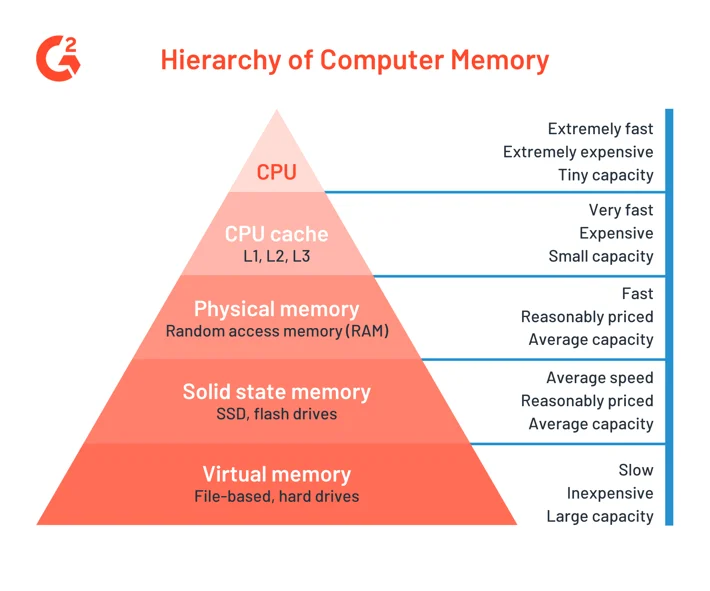 G2
Hierarchy of Computer Memory
CPU
Extremely fast
Extremely expensive
Tiny capacity
CPU cache
L1, L2, L3
Very fast
Expensive
Small capacity
Physical memory
Random access memory (RAM)
Fast
Reasonably priced
Average capacity
Solid state memory
SSD, flash drives
Average speed
Reasonably priced
Average capacity
Virtual memory
File-based, hard drives
Slow
Inexpensive
Large capacity